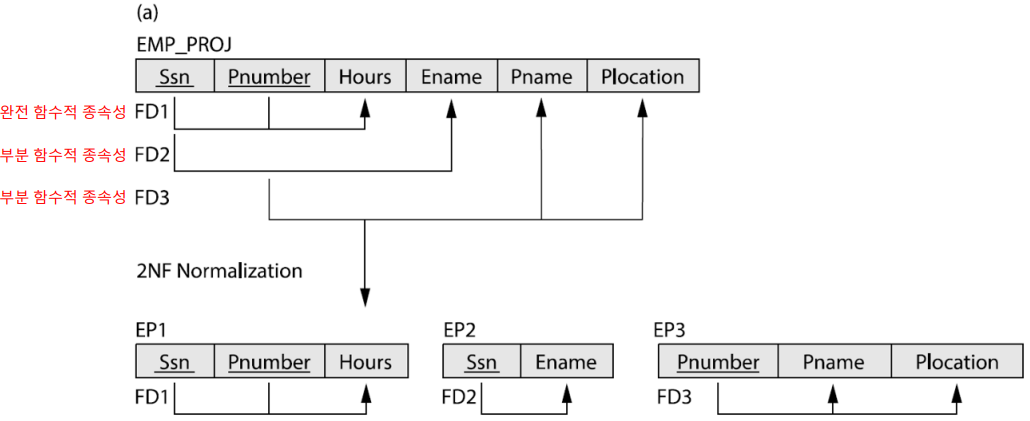 (a)
EMP_PROJ
Ssn Pnumber Hours Ename Pname Plocation
완전 함수적 종속성 FD1
부분 함수적 종속성 FD2
부분 함수적 종속성 FD3
2NF Normalization
EP1 EP2 EP3
Ssn Pnumber Hours Ssn Ename Pnumber Pname Plocation
FD1 FD2 FD3